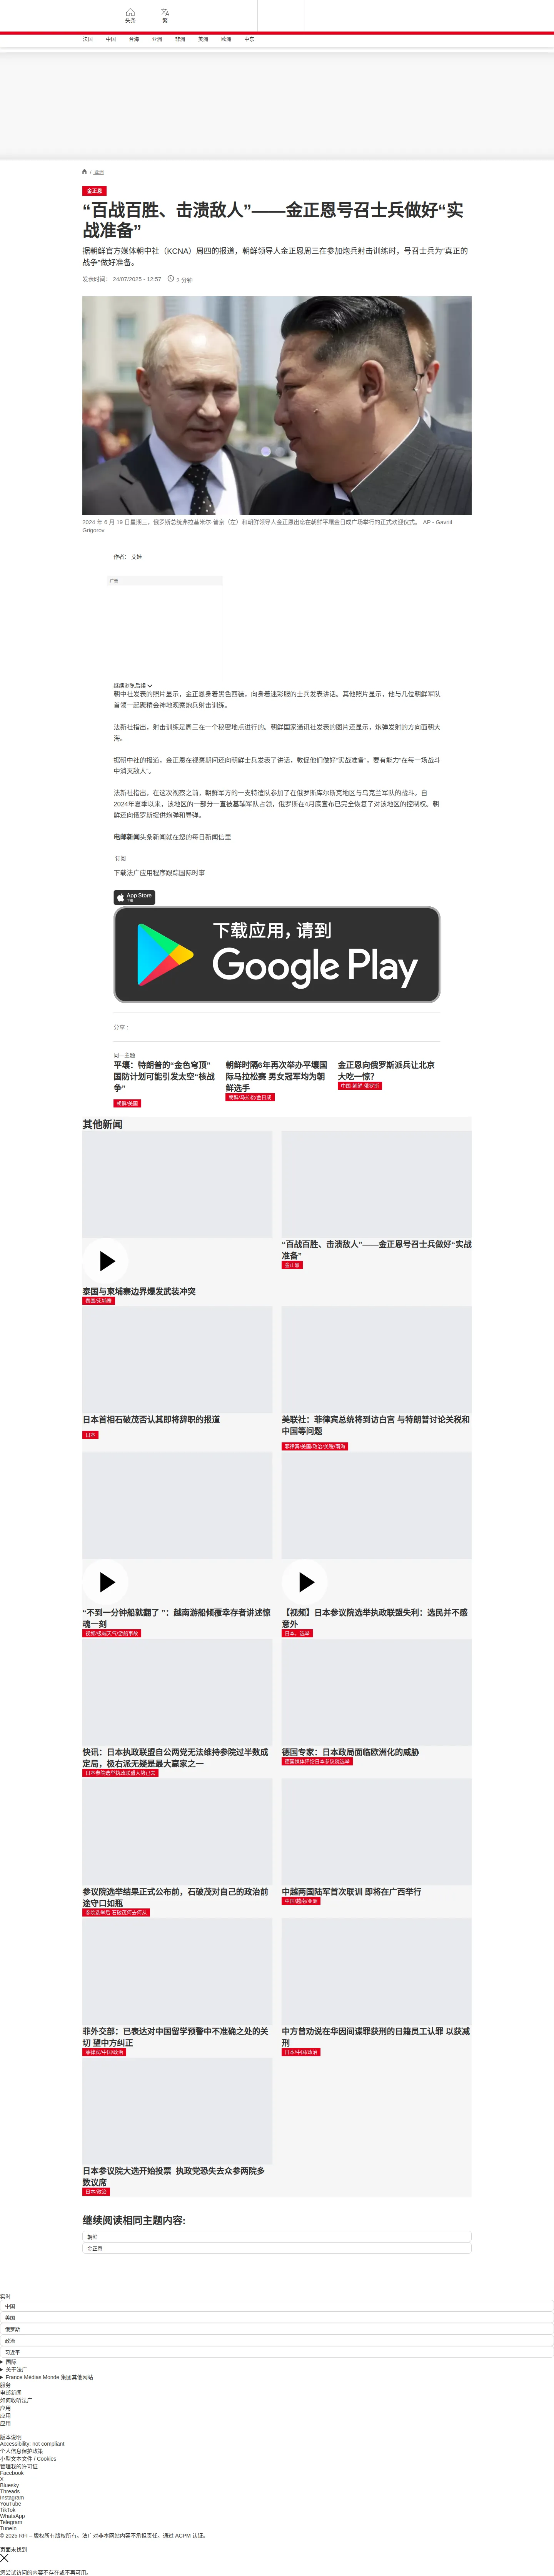 头条
繁
法国
中国
台海
亚洲
非洲
美洲
欧洲
中东
/ 亚洲
金正恩
“百战百胜、击溃敌人”——金正恩号召士兵做好“实
战准备”
据朝鲜官方媒体朝中社（KCNA）周四的报道，朝鲜领导人金正恩周三在参加炮兵射击训练时，号召士兵为“真正的
战争”做好准备。
发表时间： 24/07/2025 - 12:57
2 分钟
2024 年 6 月 19 日星期三，俄罗斯总统弗拉基米尔·普京（左）和朝鲜领导人金正恩出席在朝鲜平壤金日成广场举行的正式欢迎仪式。 AP - Gavriil
Grigorov
作者： 艾娃
广告
继续浏览后续
朝中社发表的照片显示，金正恩身着黑色西装，向身着迷彩服的士兵发表讲话。其他照片显示，他与几位朝鲜军队
首领一起聚精会神地观察炮兵射击训练。
法新社指出，射击训练是周三在一个秘密地点进行的。朝鲜国家通讯社发表的图片还显示，炮弹发射的方向面朝大
海。
据朝中社的报道，金正恩在视察期间还向朝鲜士兵发表了讲话，敦促他们做好“实战准备”，要有能力“在每一场战斗
中消灭敌人”。
法新社指出，在这次视察之前，朝鲜军方的一支特遣队参加了在俄罗斯库尔斯克地区与乌克兰军队的战斗。自
2024年夏季以来，该地区的一部分一直被基辅军队占领，俄罗斯在4月底宣布已完全恢复了对该地区的控制权。朝
鲜还向俄罗斯提供炮弹和导弹。
电邮新闻头条新闻就在您的每日新闻信里
订阅
下载法广应用程序跟踪国际时事
App Store
下载
下载应用，请到
Google Play
分享 :
同一主题
平壤：特朗普的“金色穹顶”
国防计划可能引发太空“核战
争”
朝鲜/美国
朝鲜时隔6年再次举办平壤国
际马拉松赛 男女冠军均为朝
鲜选手
朝鲜/马拉松/金日成
金正恩向俄罗斯派兵让北京
大吃一惊?
中国-朝鲜-俄罗斯
其他新闻
泰国与柬埔寨边界爆发武装冲突
泰国/柬埔寨
“百战百胜、击溃敌人”——金正恩号召士兵做好“实战
准备”
金正恩
日本首相石破茂否认其即将辞职的报道
日本
美联社：菲律宾总统将到访白宫 与特朗普讨论关税和
中国等问题
菲律宾/美国/政治/关税/南海
“不到一分钟船就翻了 ”：越南游船倾覆幸存者讲述惊
魂一刻
视频/极端天气/游船事故
【视频】日本参议院选举执政联盟失利：选民并不感
意外
日本，选举
快讯：日本执政联盟自公两党无法维持参院过半数成
定局，极右派无疑是最大赢家之一
日本参院选举执政联盟大势已去
德国专家：日本政局面临欧洲化的威胁
德国媒体评论日本参议院选举
参议院选举结果正式公布前，石破茂对自己的政治前
途守口如瓶
参院选举后 石破茂何去何从
中越两国陆军首次联训 即将在广西举行
中国/越南/亚洲
菲外交部：已表达对中国留学预警中不准确之处的关
切 望中方纠正
菲律宾/中国/政治
中方曾劝说在华因间谍罪获刑的日籍员工认罪 以获减
刑
日本/中国/政治
日本参议院大选开始投票 执政党恐失去众参两院多
数议席
日本/政治
继续阅读相同主题内容:
朝鲜
金正恩
实时
中国
美国
俄罗斯
政治
习近平
国际
关于法广
France Médias Monde 集团其他网站
服务
电邮新闻
如何收听法广
应用
应用
应用
版本说明
Accessibility: not compliant
个人信息保护政策
小型文本文件 / Cookies
管理我的许可证
Facebook
X
Bluesky
Threads
Instagram
YouTube
TikTok
WhatsApp
Telegram
TuneIn
© 2025 RFI – 版权所有版权所有。法广对非本网站内容不承担责任。通过 ACPM 认证。
页面未找到
您尝试访问的内容不存在或不再可用。